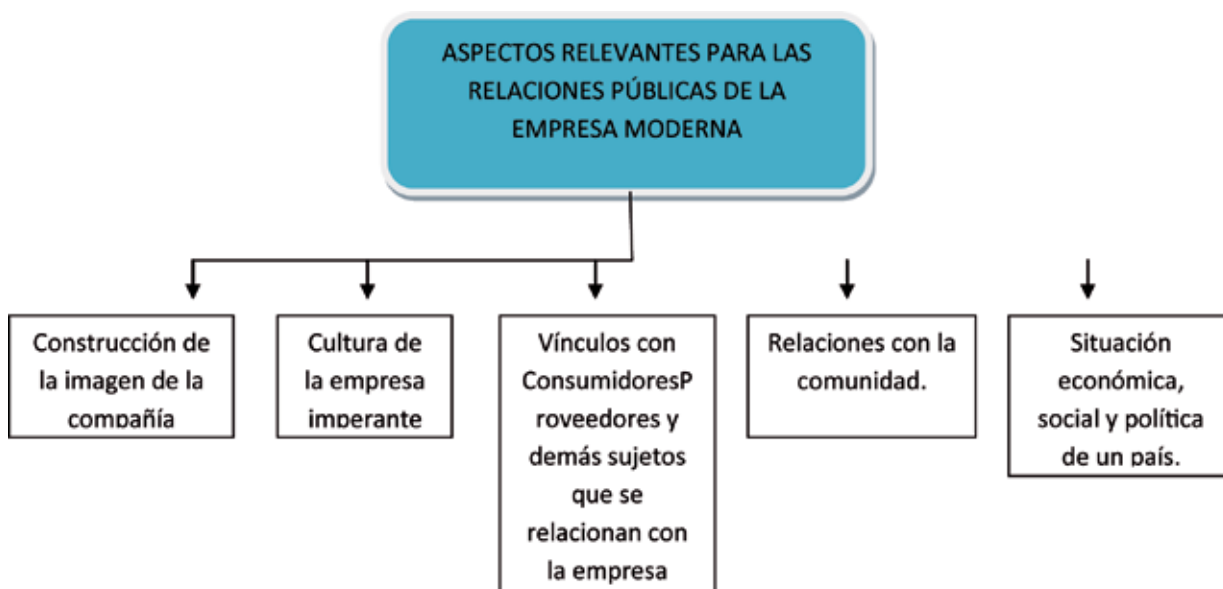 ASPECTOS RELEVANTES PARA LAS
RELACIONES PÚBLICAS DE LA
EMPRESA MODERNA
Construcción de
la imagen de la
compañía
Cultura de
la empresa
imperante
Vínculos con
ConsumidoresP
roveedores y
demás sujetos
que se
relacionan con
la empresa
Relaciones con la
comunidad.
Situación
económica,
social y política
de un país.